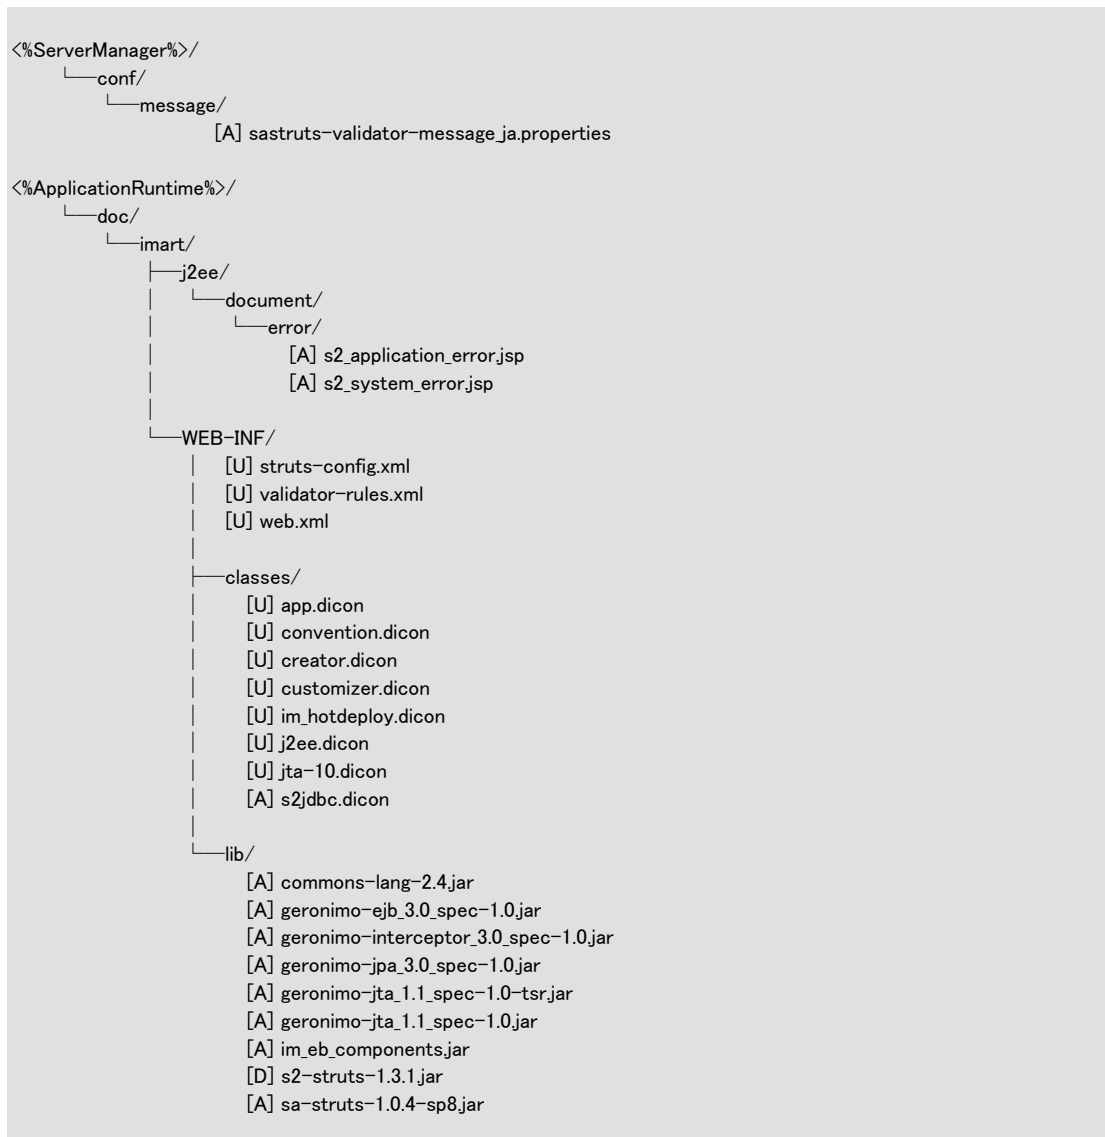 <%ServerManager%>/
└──conf/
└──message/
[A] sastruts-validator-message_ja.properties
<%ApplicationRuntime%>/
└──doc/
└──imart/
├──j2ee/
│ └──document/
│ └──error/
│ [A] s2_application_error.jsp
│ [A] s2_system_error.jsp
│
└──WEB-INF/
│ [U] struts-config.xml
│ [U] validator-rules.xml
│ [U] web.xml
│
├──classes/
│ [U] app.dicon
│ [U] convention.dicon
│ [U] creator.dicon
│ [U] customizer.dicon
│ [U] im_hotdeploy.dicon
│ [U] j2ee.dicon
│ [U] jta-10.dicon
│ [A] s2jdbc.dicon
│
└──lib/
[A] commons-lang-2.4.jar
[A] geronimo-ejb_3.0_spec-1.0.jar
[A] geronimo-interceptor_3.0_spec-1.0.jar
[A] geronimo-jpa_3.0_spec-1.0.jar
[A] geronimo-jta_1.1_spec-1.0-tsr.jar
[A] geronimo-jta_1.1_spec-1.0.jar
[A] im_eb_components.jar
[D] s2-struts-1.3.1.jar
[A] sa-struts-1.0.4-sp8.jar